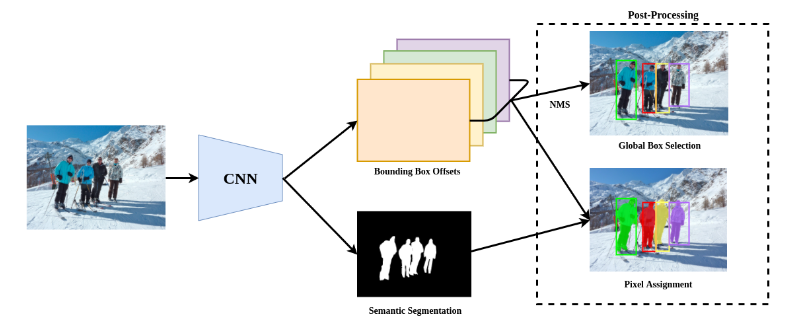 Post-Processing
NMS
Global Box Selection
CNN
Bounding Box Offsets
Pixel Assignment
Semantic Segmentation